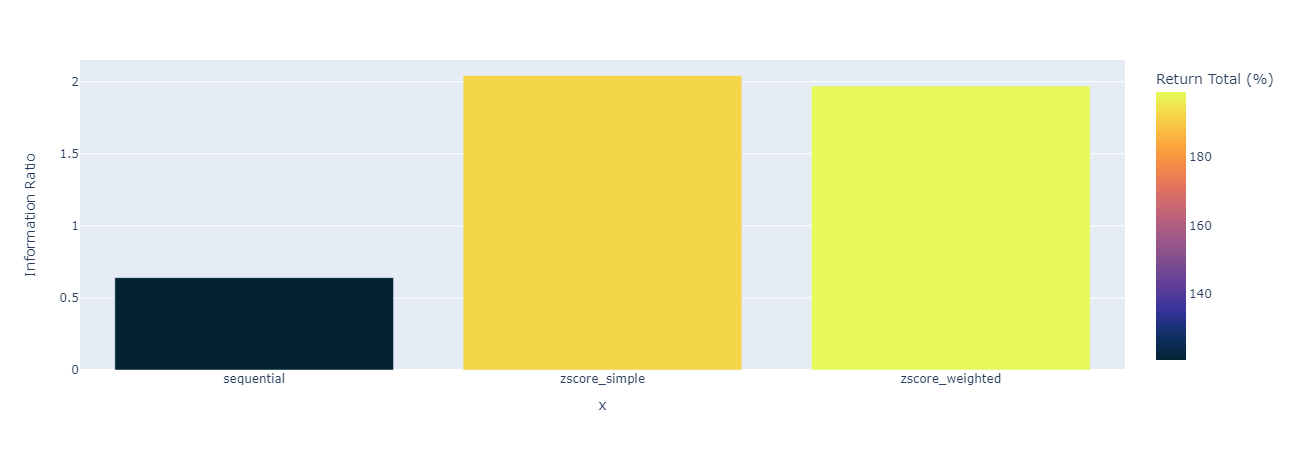 Information Ratio
2
1.5
1
0.5
0
sequential
zscore_simple
zscore_weighted
x
Return Total (%)
180
160
140